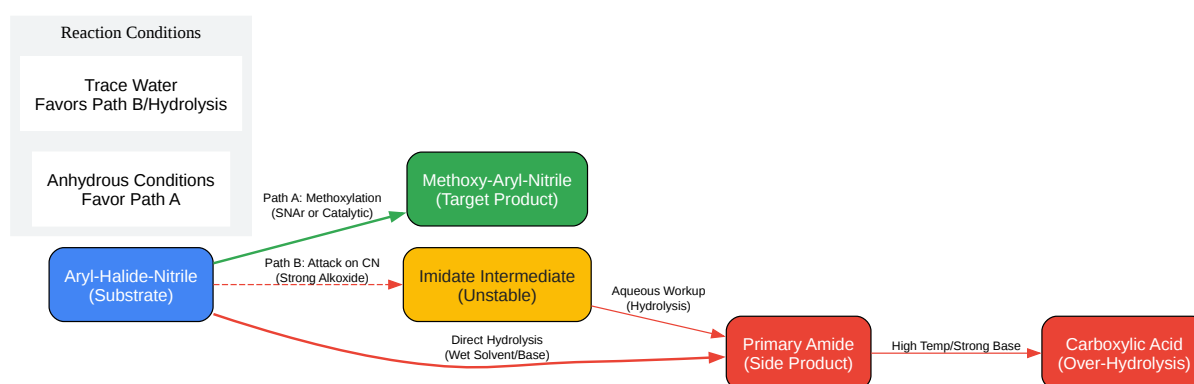 Reaction Conditions
Trace Water
Favors Path B/Hydrolysis
Anhydrous Conditions
Favor Path A
Methoxy-Aryl-Nitrile
(Target Product)
Path A: Methoxylation
(SNAr or Catalytic)
Aryl-Halide-Nitrile
(Substrate)
Path B: Attack on CN
(Strong Alkoxide)
Imidate Intermediate
(Unstable)
Aqueous Workup
(Hydrolysis)
Direct Hydrolysis
(Wet Solvent/Base)
Primary Amide
(Side Product)
High Temp/Strong Base
Carboxylic Acid
(Over-Hydrolysis)